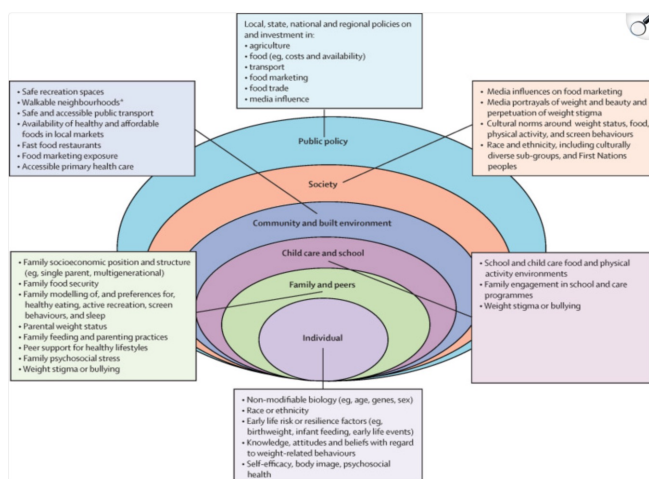 Local, state, national and regional policies on
and investment in:
• agriculture
• food (eg, costs and availability)
• transport
• food marketing
• food trade
• media influence
• Safe recreation spaces
• Walkable neighbourhoods*
• Safe and accessible public transport
• Availability of healthy and affordable
foods in local markets
• Fast food restaurants
• Food marketing exposure
• Accessible primary health care
• Media influences on food marketing
• Media portrayals of weight and beauty and
perpetuation of weight stigma
• Cultural norms around weight status, food,
physical activity, and screen behaviours
• Race and ethnicity, including culturally
diverse sub-groups, and First Nations
peoples
Public policy
Society
Community and built environment
Child care and school
Family and peers
Individual
• Family socioeconomic position and structure
(eg, single parent, multigenerational)
• Family food security
• Family modelling of, and preferences for,
healthy eating, active recreation, screen
behaviours, and sleep
• Parental weight status
• Family feeding and parenting practices
• Peer support for healthy lifestyles
• Family psychosocial stress
• Weight stigma or bullying
• School and child care food and physical
activity environments
• Family engagement in school and care
programmes
• Weight stigma or bullying
• Non-modifiable biology (eg, age, genes, sex)
• Race or ethnicity
• Early life risk or resilience factors (eg,
birthweight, infant feeding, early life events)
• Knowledge, attitudes and beliefs with regard
to weight-related behaviours
• Self-efficacy, body image, psychosocial
health